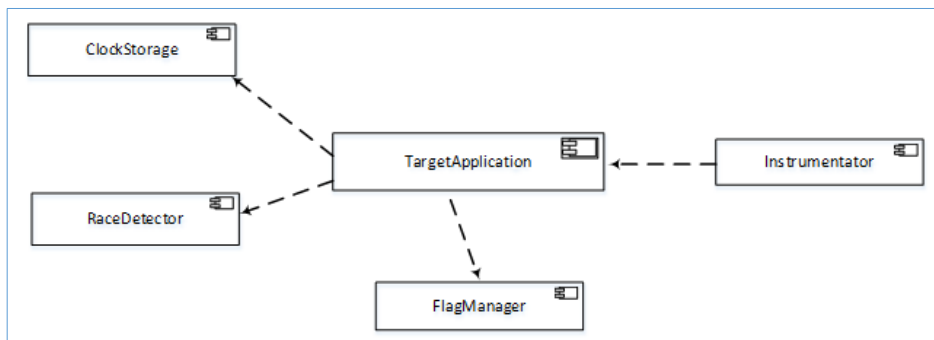 ClockStorage
TargetApplication
Instrumentator
RaceDetector
FlagManager